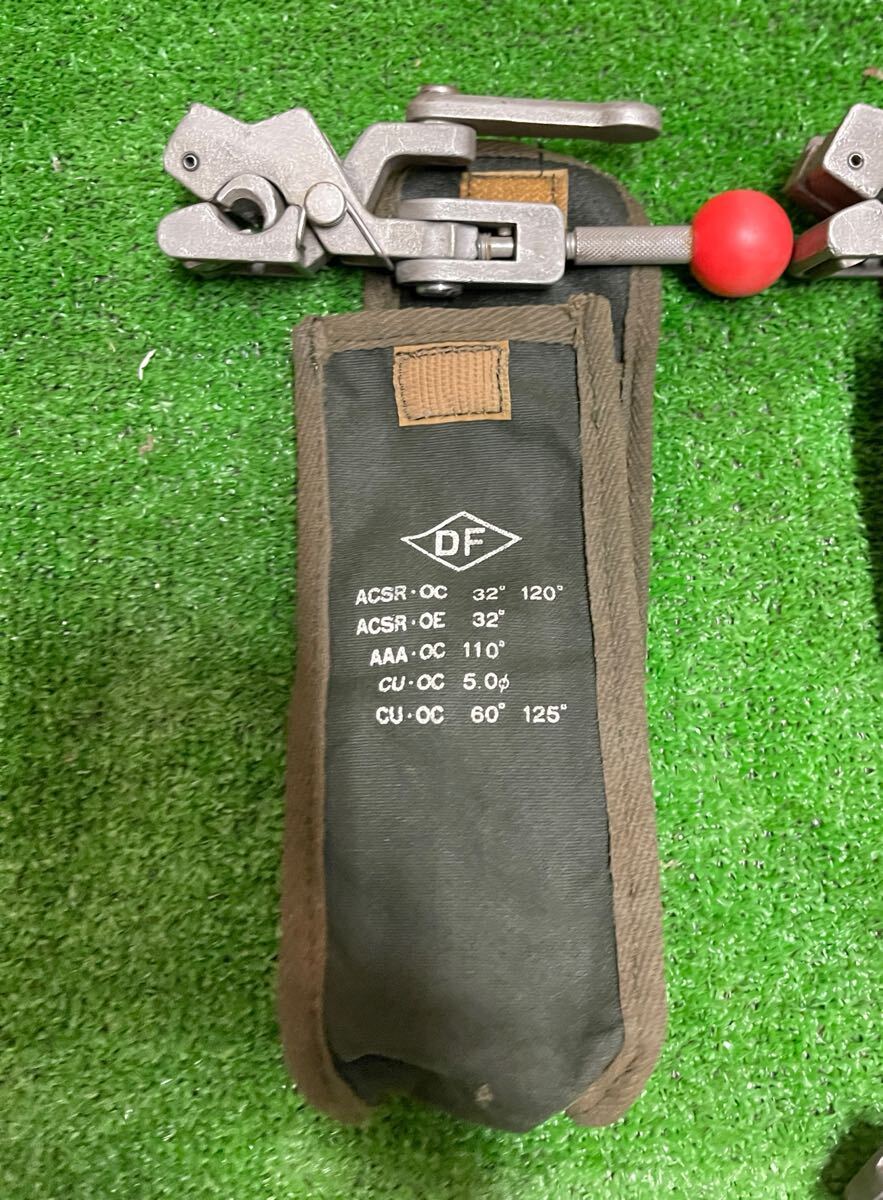 DF
ACSR・OC 32□ 120□
ACSR・OE 32□
AAA・OC 110□
CU・OC 5.0φ
CU・OC 60□ 125□